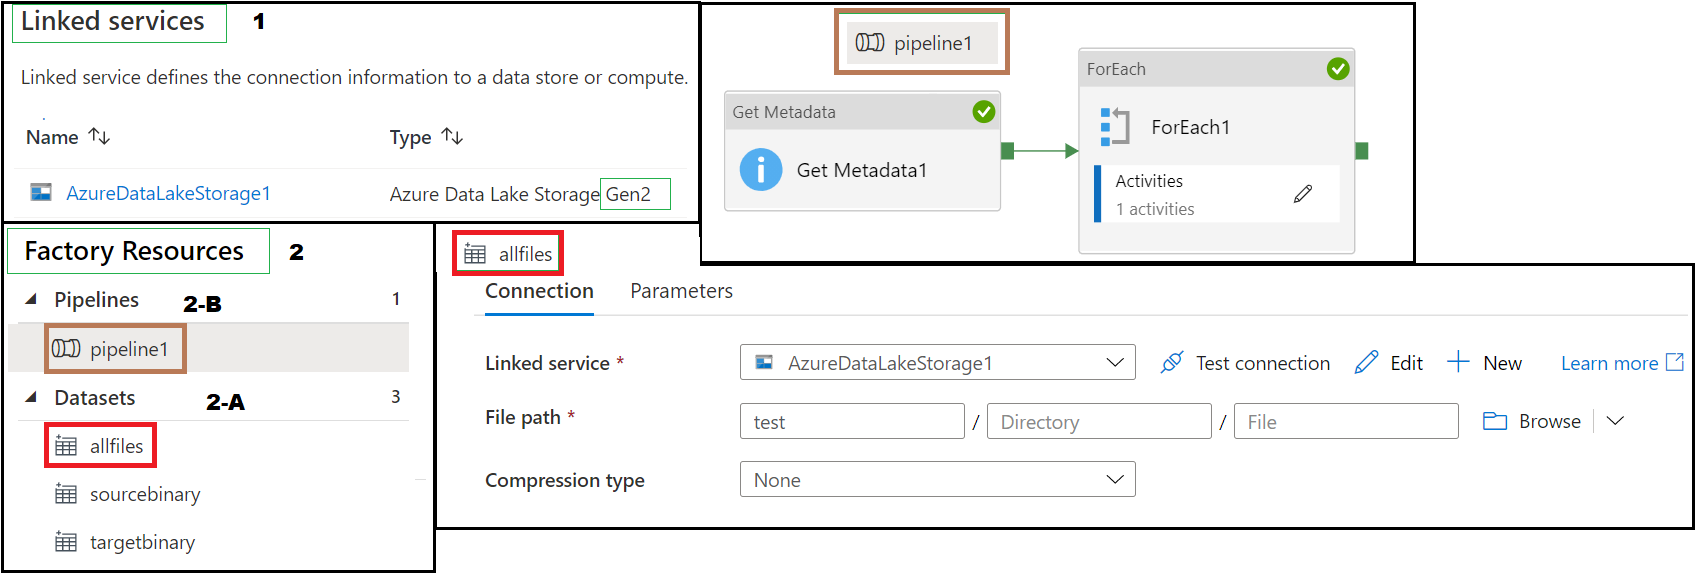 Linked services 1
Linked service defines the connection information to a data store or compute.
Name Type
AzureDataLakeStorage1 Azure Data Lake Storage Gen2
pipeline1
Get Metadata
Get Metadata1
ForEach
ForEach1
Activities
1 activities
Factory Resources 2
Pipelines 2-B 1
pipeline1
Datasets 2-A 3
allfiles
sourcebinary
targetbinary
allfiles
Connection Parameters
Linked service * AzureDataLakeStorage1 Test connection Edit New Learn more
File path * test / Directory / File Browse
Compression type None